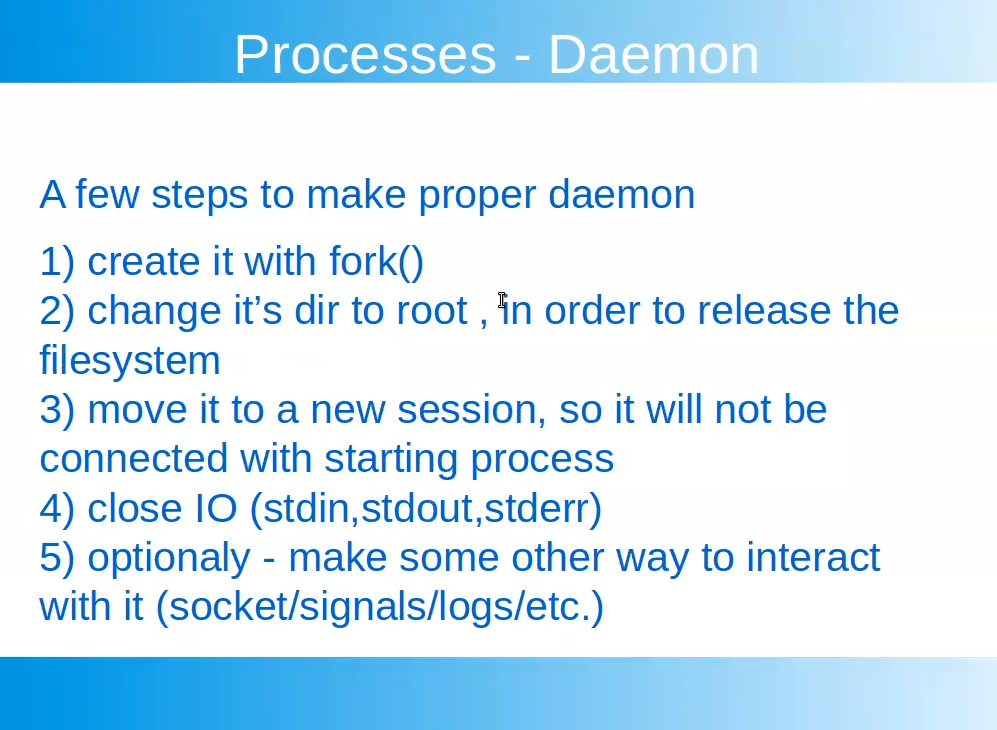 Processes - Daemon
A few steps to make proper daemon
1) create it with fork()
2) change it’s dir to root , in order to release the
filesystem
3) move it to a new session, so it will not be
connected with starting process
4) close IO (stdin,stdout,stderr)
5) optionaly - make some other way to interact
with it (socket/signals/logs/etc.)